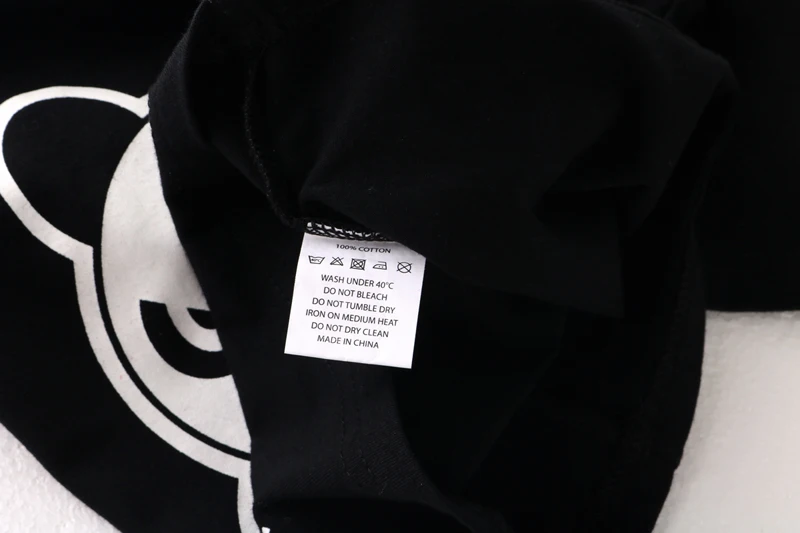 100% COTTON
WASH UNDER 40°C
DO NOT BLEACH
DO NOT TUMBLE DRY
IRON ON MEDIUM HEAT
DO NOT DRY CLEAN
MADE IN CHINA